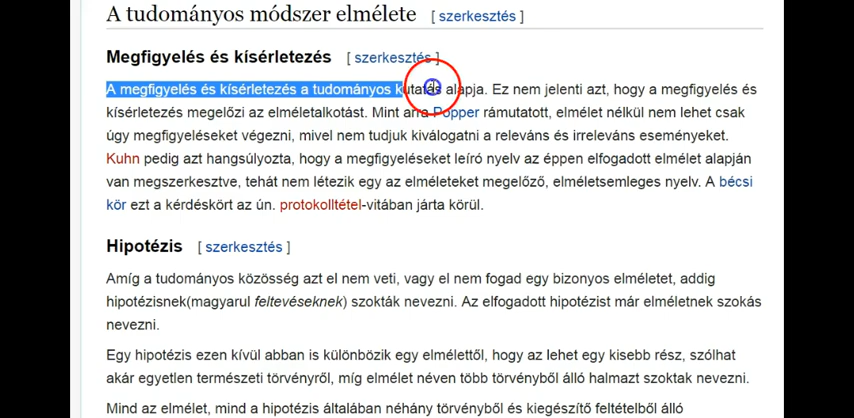 A tudományos módszer elmélete [ szerkesztés ]
Megfigyelés és kísérletezés [ szerkesztés ]
A megfigyelés és kísérletezés a tudományos kutatás alapja. Ez nem jelenti azt, hogy a megfigyelés és
kísérletezés megelőzi az elméletalkotást. Mint arra Popper rámutatott, elmélet nélkül nem lehet csak
úgy megfigyeléseket végezni, mivel nem tudjuk kiválogatni a releváns és irreleváns eseményeket.
Kuhn pedig azt hangsúlyozta, hogy a megfigyeléseket leíró nyelv az éppen elfogadott elmélet alapján
van megszerkesztve, tehát nem létezik egy az elméleteket megelőző, elméletsemleges nyelv. A bécsi
kör ezt a kérdéskört az ún. protokolltétel-vitában járta körül.
Hipotézis [ szerkesztés ]
Amíg a tudományos közösség azt el nem veti, vagy el nem fogad egy bizonyos elméletet, addig
hipotézisnek(magyarul feltevéseknek) szokták nevezni. Az elfogadott hipotézist már elméletnek szokás
nevezni.
Egy hipotézis ezen kívül abban is különbözik egy elmélettől, hogy az lehet egy kisebb rész, szólhat
akár egyetlen természeti törvényről, míg elmélet néven több törvényből álló halmazt szoktak nevezni.
Mind az elmélet, mind a hipotézis általában néhány törvényből és kiegészítő feltételből álló